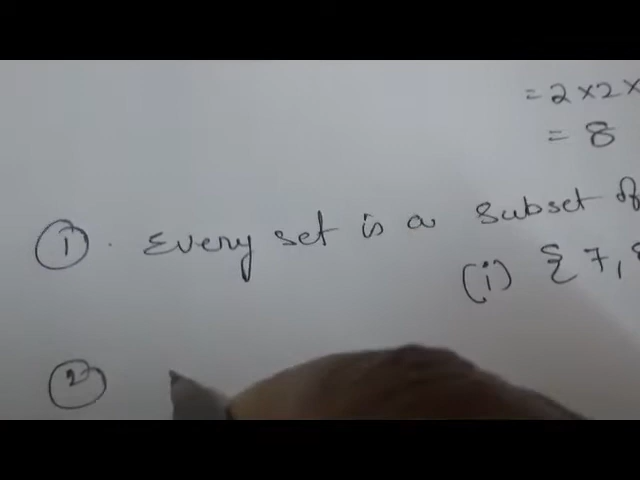 = 2 × 2 ×
= 8
① . Every set is a subset of
(i) { 7,
②